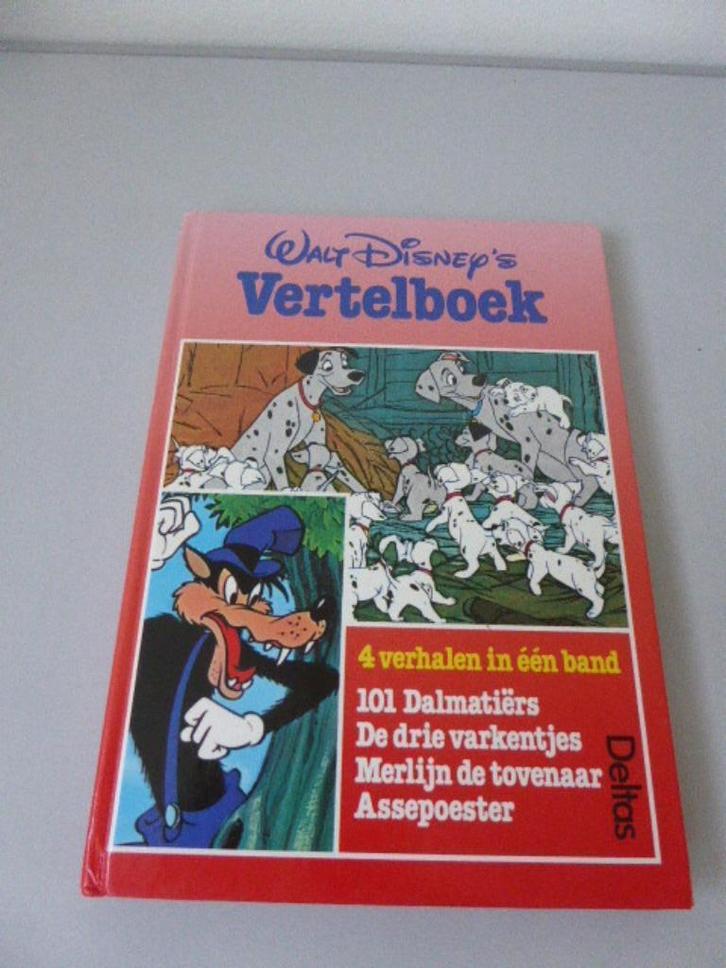 WALT DISNEY'S
Vertelboek
4 verhalen in één band
101 Dalmatiërs
De drie varkentjes
Merlijn de tovenaar
Assepoester
Deltas